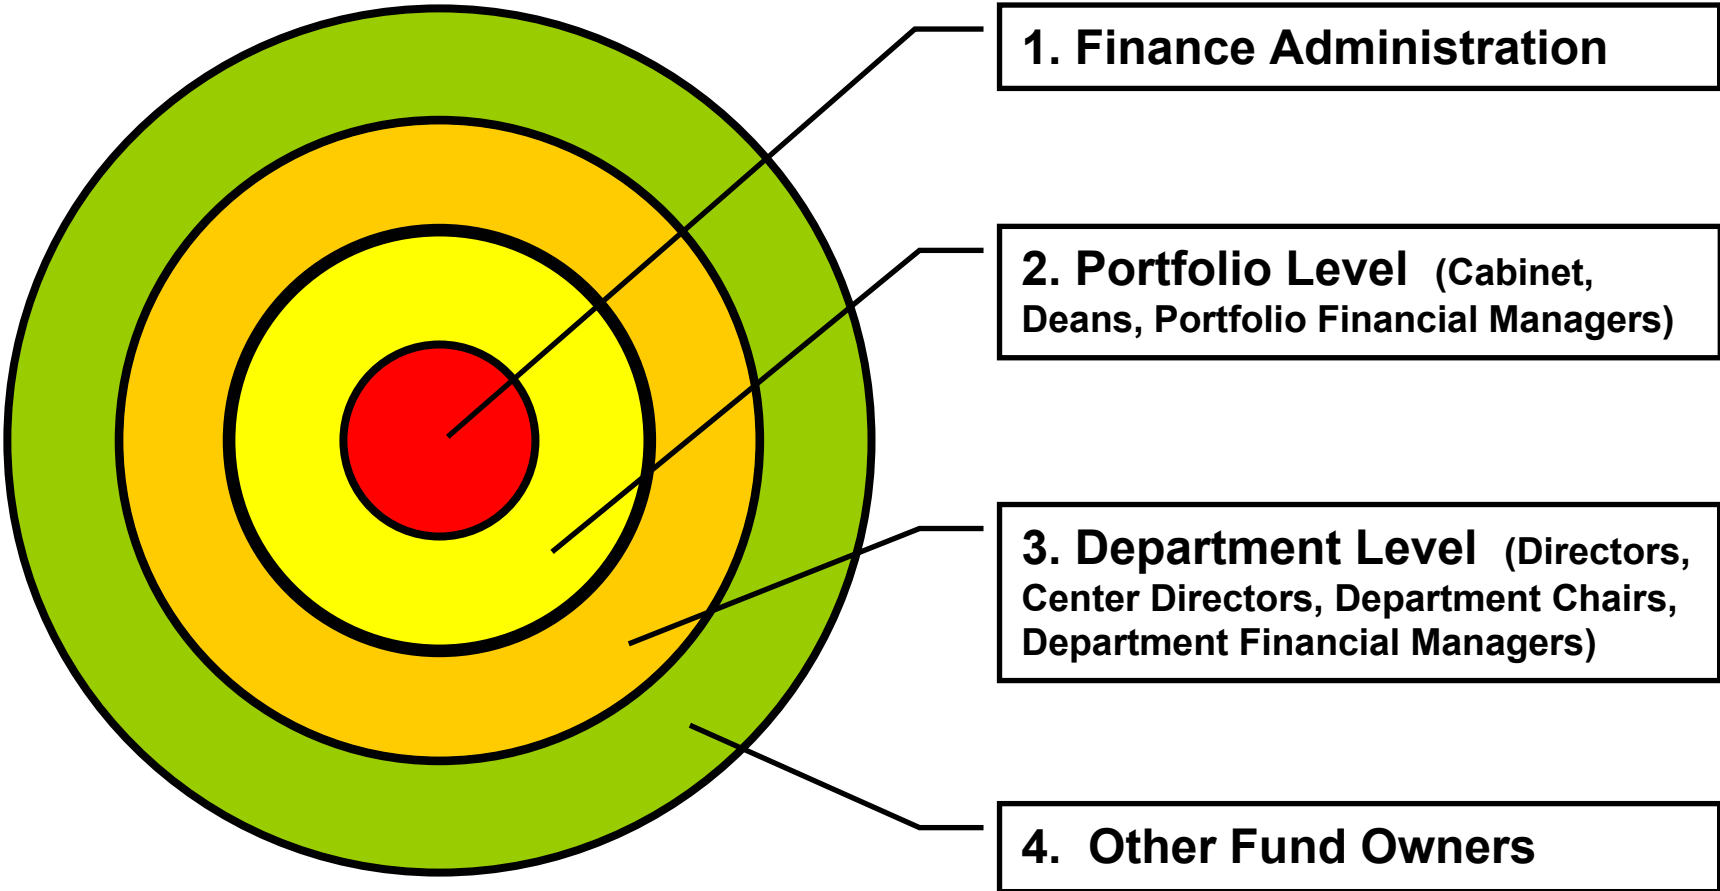 1. Finance Administration
2. Portfolio Level (Cabinet,
Deans, Portfolio Financial Managers)
3. Department Level (Directors,
Center Directors, Department Chairs,
Department Financial Managers)
4. Other Fund Owners